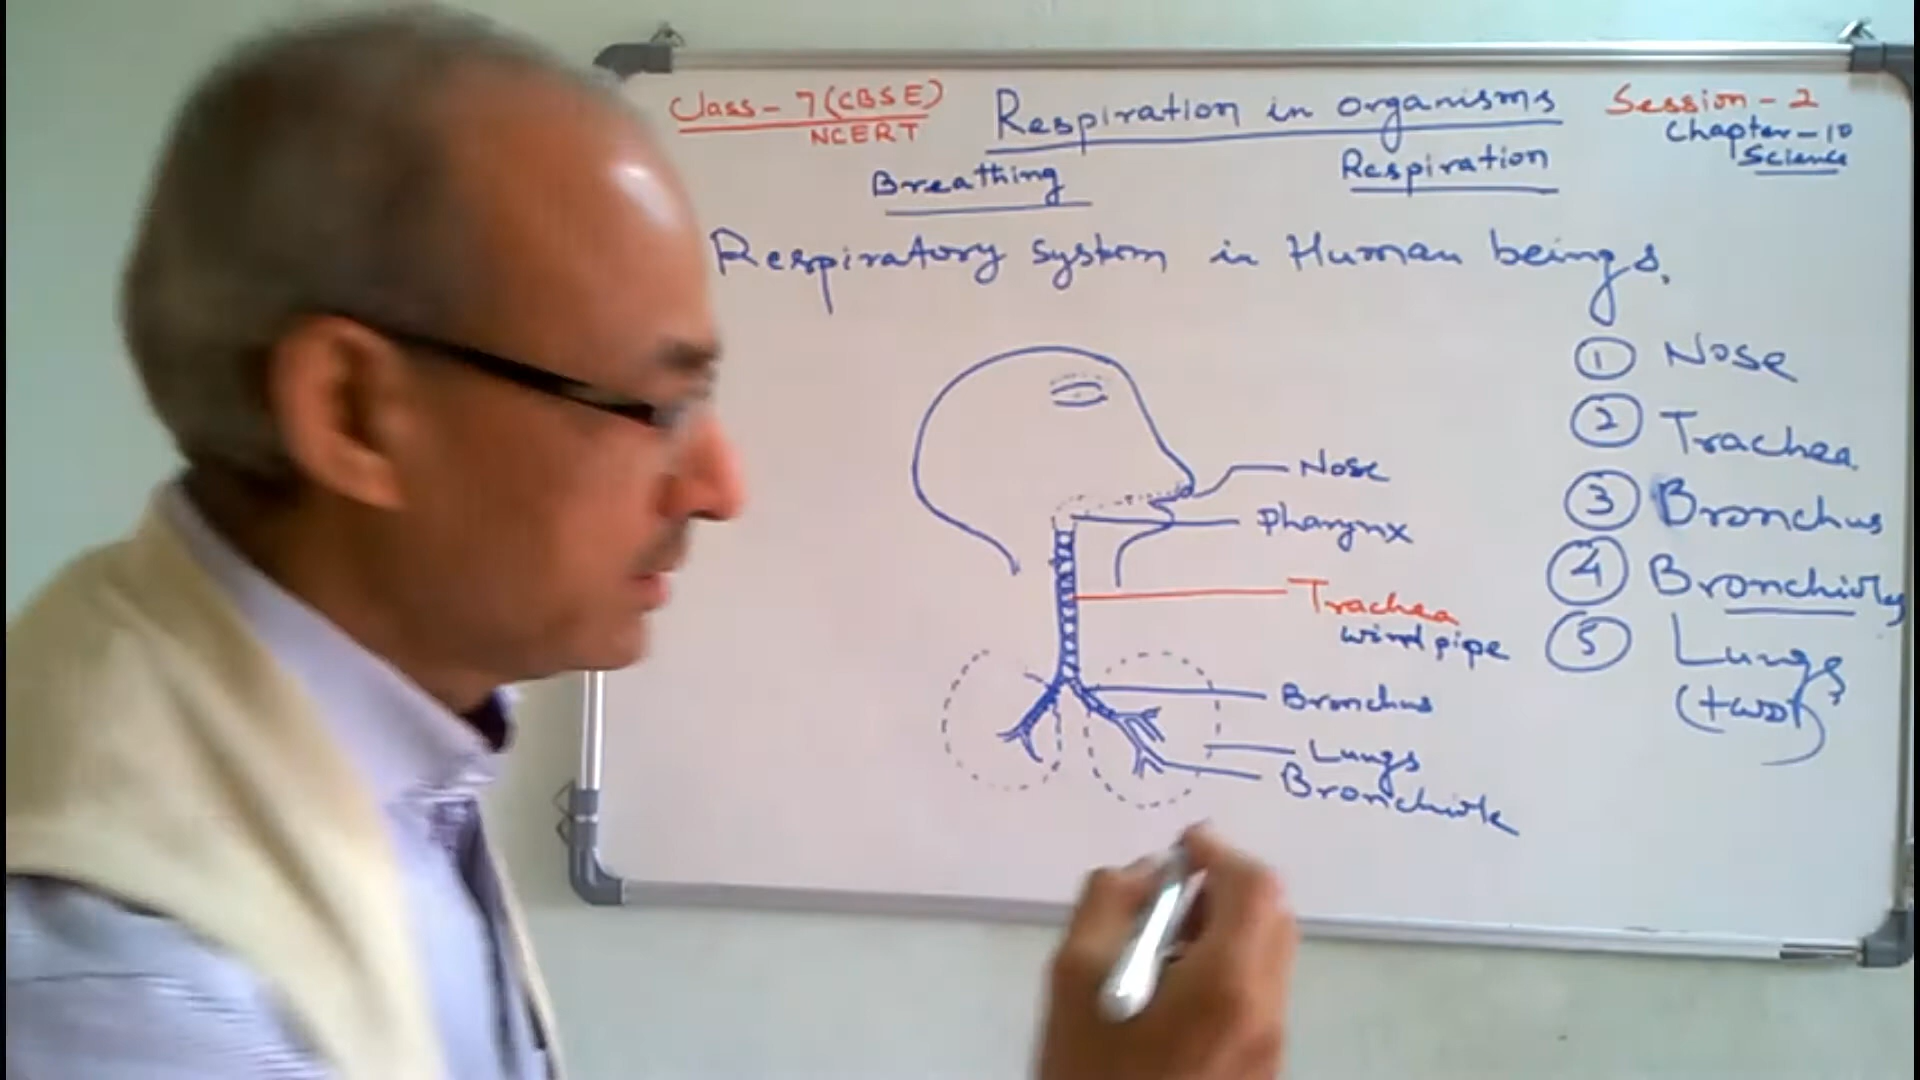 Class - 7 (CBSE)
NCERT
Respiration in organisms
Session - 2
Chapter - 10
Science
Breathing
Respiration
Respiratory system in Human beings.
① Nose
② Trachea
③ Bronchus
④ Bronchioles
⑤ Lungs
(two)
Nose
Pharynx
Trachea
wind pipe
Bronchus
Lungs
Bronchiole